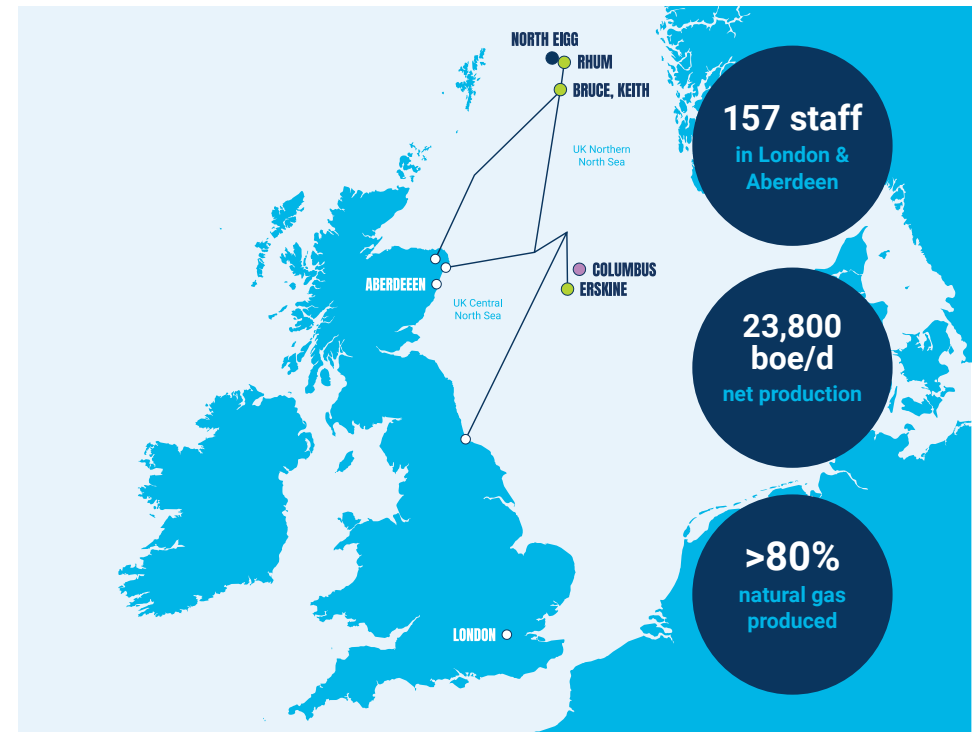 NORTH EIGG
RHUM
BRUCE, KEITH
UK Northern
North Sea
COLUMBUS
ERSKINE
ABERDEEEN
UK Central
North Sea
LONDON
157 staff
in London &
Aberdeen
23,800
boe/d
net production
>80%
natural gas
produced